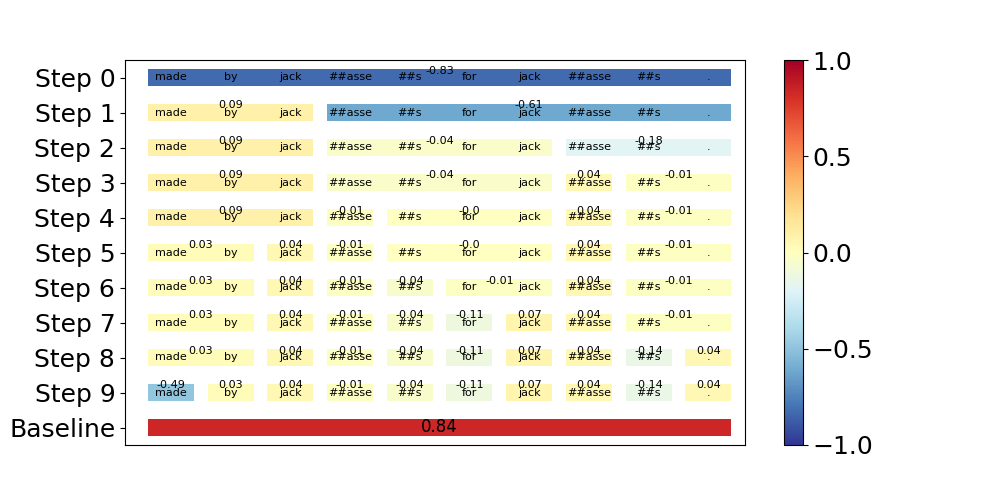 Step 0 made by jack ##asse ##s for jack ##asse ##s . -0.83
Step 1 made by jack ##asse ##s for jack ##asse ##s . 0.09 -0.61
Step 2 made by jack ##asse ##s for jack ##asse ##s . 0.09 -0.04 -0.18
Step 3 made by jack ##asse ##s for jack ##asse ##s . 0.09 -0.04 0.04 -0.01
Step 4 made by jack ##asse ##s for jack ##asse ##s . 0.09 -0.01 -0.0 0.04 -0.01
Step 5 made by jack ##asse ##s for jack ##asse ##s . 0.03 0.04 -0.01 -0.0 0.04 -0.01
Step 6 made by jack ##asse ##s for jack ##asse ##s . 0.03 0.04 -0.01 -0.04 -0.01 0.04 -0.01
Step 7 made by jack ##asse ##s for jack ##asse ##s . 0.03 0.04 -0.01 -0.04 -0.11 0.07 0.04 -0.01
Step 8 made by jack ##asse ##s for jack ##asse ##s . 0.03 0.04 -0.01 -0.04 -0.11 0.07 0.04 -0.14 0.04
Step 9 made by jack ##asse ##s for jack ##asse ##s . -0.49 0.03 0.04 -0.01 -0.04 -0.11 0.07 0.04 -0.14 0.04
Baseline 0.84
1.0
0.5
0.0
−0.5
−1.0